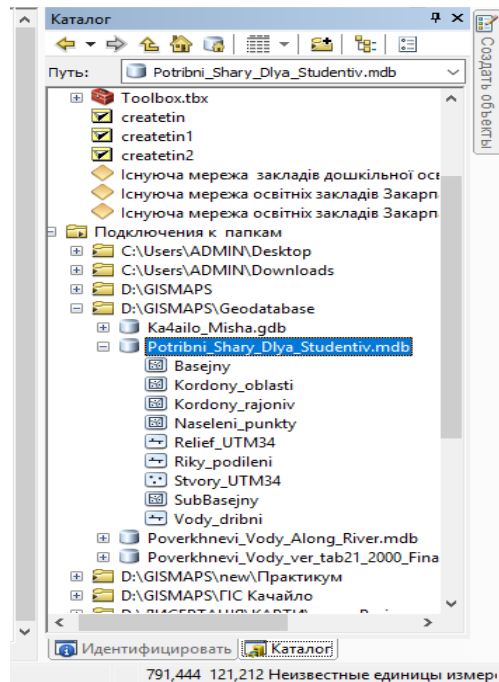 Каталог
Путь:
Potribni_Shary_Dlya_Studentiv.mdb
Toolbox.tbx
createtin
createtin1
createtin2
Існуюча мережа закладів дошкільної осв
Існуюча мережа освітніх закладів Закарп
Існуюча мережа освітніх закладів Закарп
Подключения к папкам
C:\Users\ADMIN\Desktop
C:\Users\ADMIN\Downloads
D:\GISMAPS
D:\GISMAPS\Geodatabase
Ka4ailo_Misha.gdb
Potribni_Shary_Dlya_Studentiv.mdb
Basejny
Kordony_oblasti
Kordony_rajoniv
Naseleni_punkty
Relief_UTM34
Riky_podileni
Stvory_UTM34
SubBasejny
Vody_dribni
Poverkhnevi_Vody_Along_River.mdb
Poverkhnevi_Vody_ver_tab21_2000_Fina
D:\GISMAPS\new\Практикум
D:\GISMAPS\ГІС Качайло
Идентифицировать
Каталог
791,444 121,212 Неизвестные единицы измер
Создать объекты